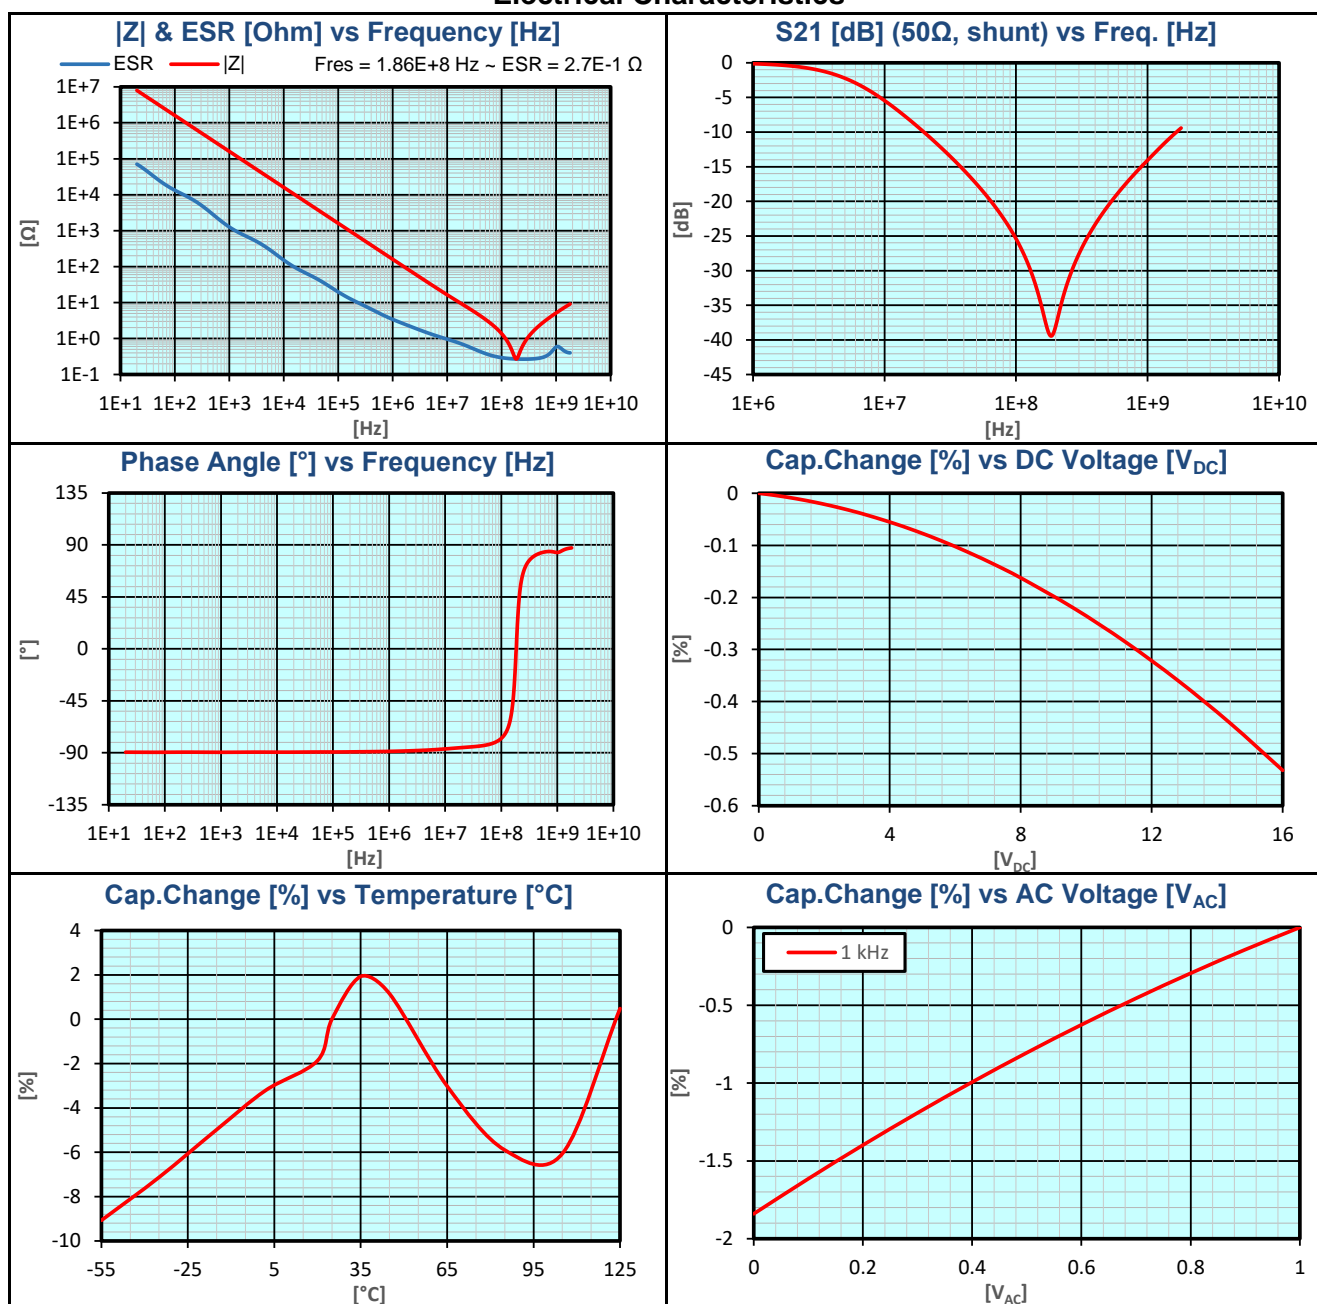 Electrical Characteristics
|Z| & ESR [Ohm] vs Frequency [Hz]
ESR |Z| Fres = 1.86E+8 Hz ~ ESR = 2.7E-1 Ω
1E+7
1E+6
1E+5
1E+4
1E+3
1E+2
1E+1
1E+0
1E-1
[Ω]
1E+1 1E+2 1E+3 1E+4 1E+5 1E+6 1E+7 1E+8 1E+9 1E+10
[Hz]
S21 [dB] (50Ω, shunt) vs Freq. [Hz]
0
-5
-10
-15
-20
-25
-30
-35
-40
-45
[dB]
1E+6 1E+7 1E+8 1E+9 1E+10
[Hz]
Phase Angle [°] vs Frequency [Hz]
135
90
45
0
-45
-90
-135
[°]
1E+1 1E+2 1E+3 1E+4 1E+5 1E+6 1E+7 1E+8 1E+9 1E+10
[Hz]
Cap.Change [%] vs DC Voltage [VDC]
0
-0.1
-0.2
-0.3
-0.4
-0.5
-0.6
[%]
0 4 8 12 16
[VDC]
Cap.Change [%] vs Temperature [°C]
4
2
0
-2
-4
-6
-8
-10
[%]
-55 -25 5 35 65 95 125
[°C]
Cap.Change [%] vs AC Voltage [VAC]
1 kHz
0
-0.5
-1
-1.5
-2
[%]
0 0.2 0.4 0.6 0.8 1
[VAC]